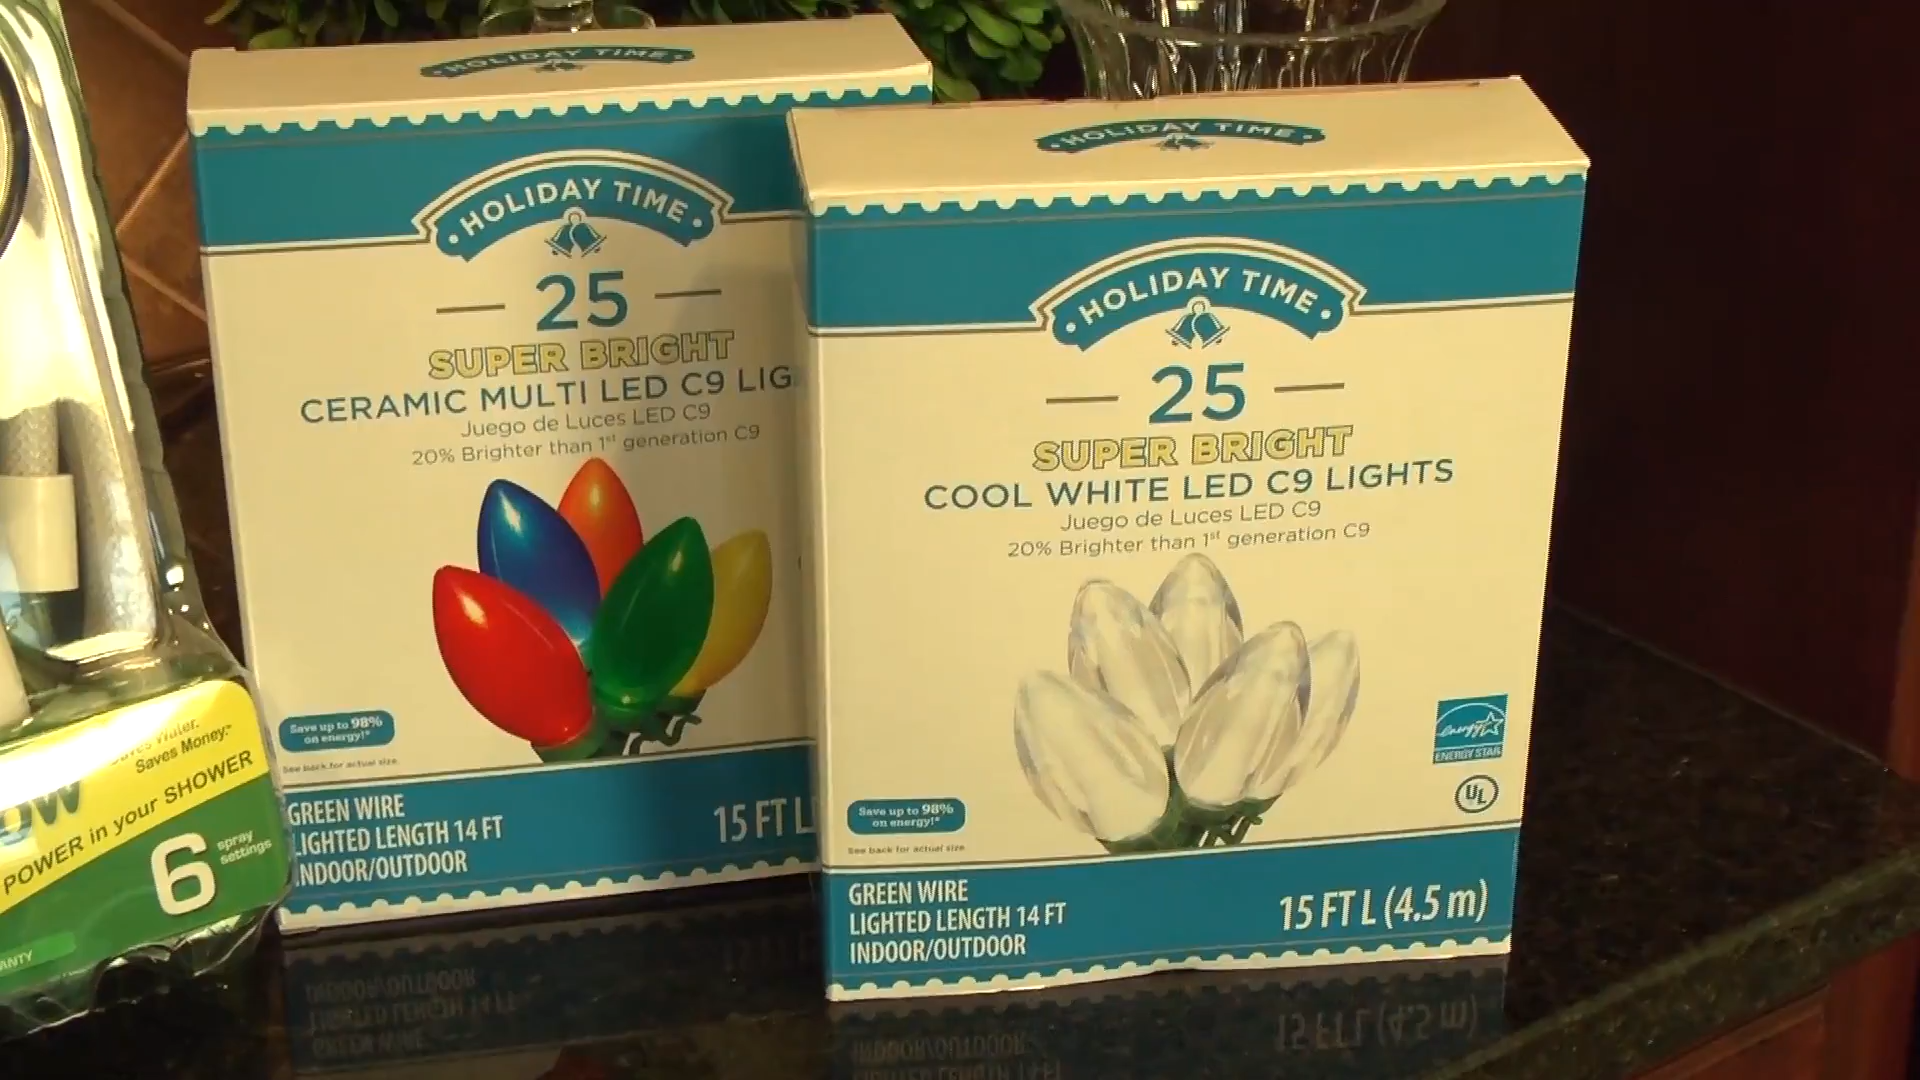 HOLIDAY TIME
HOLIDAY TIME
25
SUPER BRIGHT
CERAMIC MULTI LED C9 LIG
Juego de Luces LED C9
20% Brighter than 1st generation C9
Save up to 98%
on energy!*
See back for actual size
GREEN WIRE
LIGHTED LENGTH 14 FT
INDOOR/OUTDOOR
15 FT L
HOLIDAY TIME
HOLIDAY TIME
25
SUPER BRIGHT
COOL WHITE LED C9 LIGHTS
Juego de Luces LED C9
20% Brighter than 1st generation C9
energy
ENERGY STAR
UL
Save up to 98%
on energy!*
See back for actual size
GREEN WIRE
LIGHTED LENGTH 14 FT
INDOOR/OUTDOOR
15 FT L (4.5 m)
Saves Water.
Saves Money.
POWER in your SHOWER
6 spray
settings